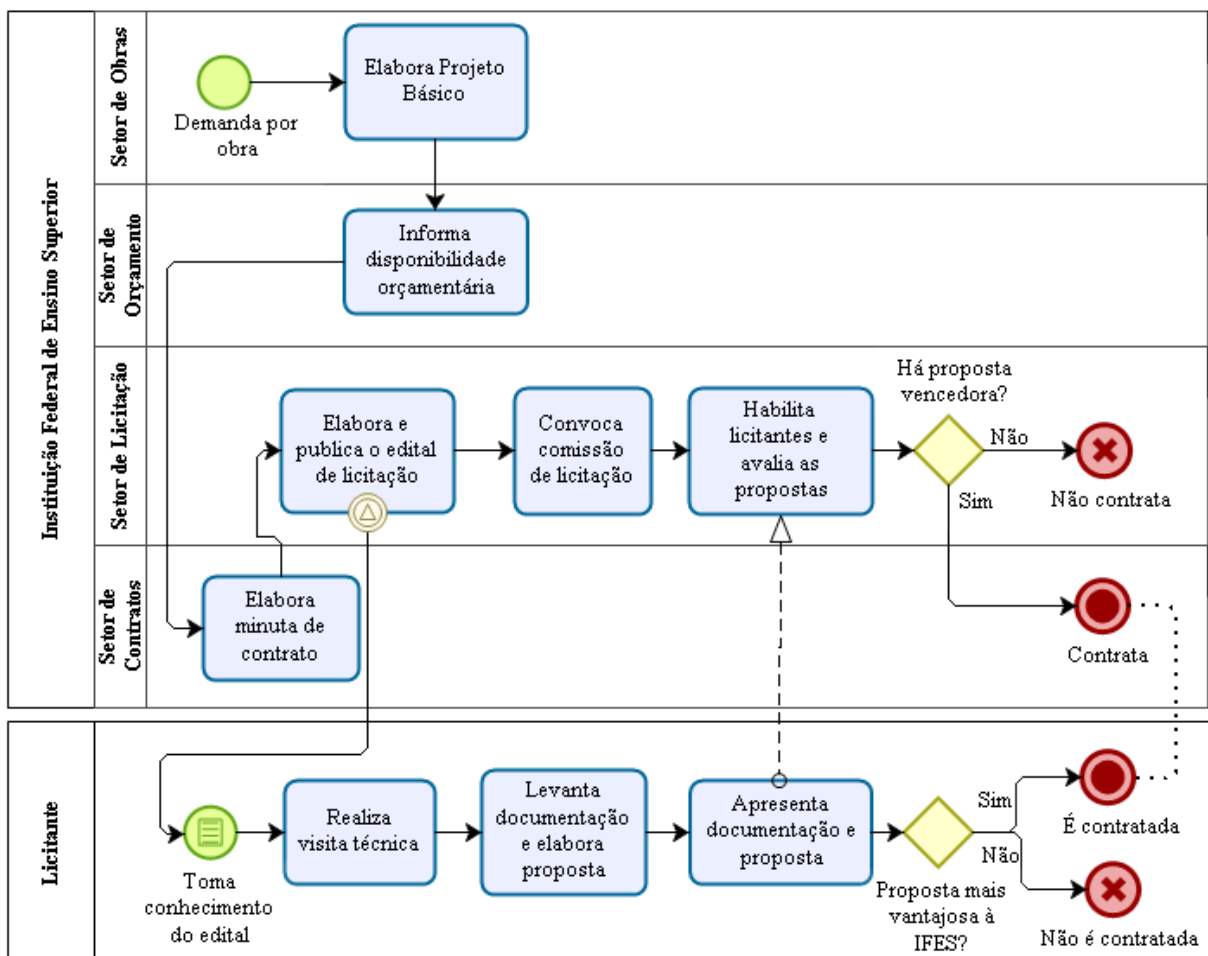 Instituição Federal de Ensino Superior
Setor de Obras
Demanda por
obra
Elabora Projeto
Básico
Setor de
Orçamento
Informa
disponibilidade
orçamentária
Setor de Licitação
Elabora e
publica o edital
de licitação
Convoca
comissão
de licitação
Habilita
licitantes e
avalia as
propostas
Há proposta
vencedora?
Não
Sim
Não contrata
Setor de
Contratos
Elabora
minuta de
contrato
Contrata
Licitante
Toma
conhecimento
do edital
Realiza
visita técnica
Levanta
documentação
e elabora
proposta
Apresenta
documentação e
proposta
Proposta mais
vantajosa à
IFES?
Sim
Não
É contratada
Não é contratada